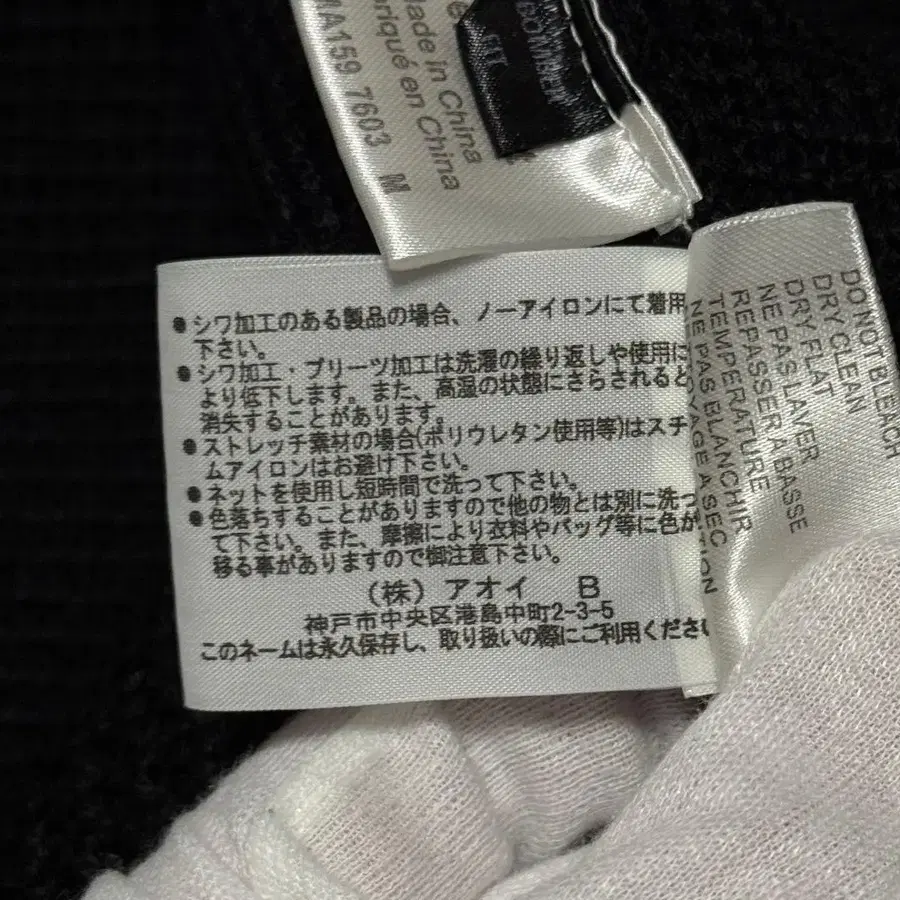 Made in China
en China
MA159 7603 M
●シワ加工のある製品の場合、ノーアイロンにて着用
下さい。
●シワ加工・プリーツ加工は洗濯の繰り返しや使用に
より低下します。また、高湿の状態にさらされると
消失することがあります。
●ストレッチ素材の場合(ポリウレタン使用等)はスチ
ムアイロンはお避け下さい。
●ネットを使用し短時間で洗って下さい。
●色落ちすることがありますので他の物とは別に洗っ
て下さい。また、摩擦により衣料やバッグ等に色が
移る事がありますので御注意下さい。
(株) アオイ B
神戸市中央区港島中町2-3-5
このネームは永久保存し、取り扱いの際にご利用くださ
DO NOT BLEACH
DRY CLEAN
DRY FLAT
NE PAS LAVER
REPASSER A BASSE
TEMPERATURE
NE PAS BLANCHIR
A SEC